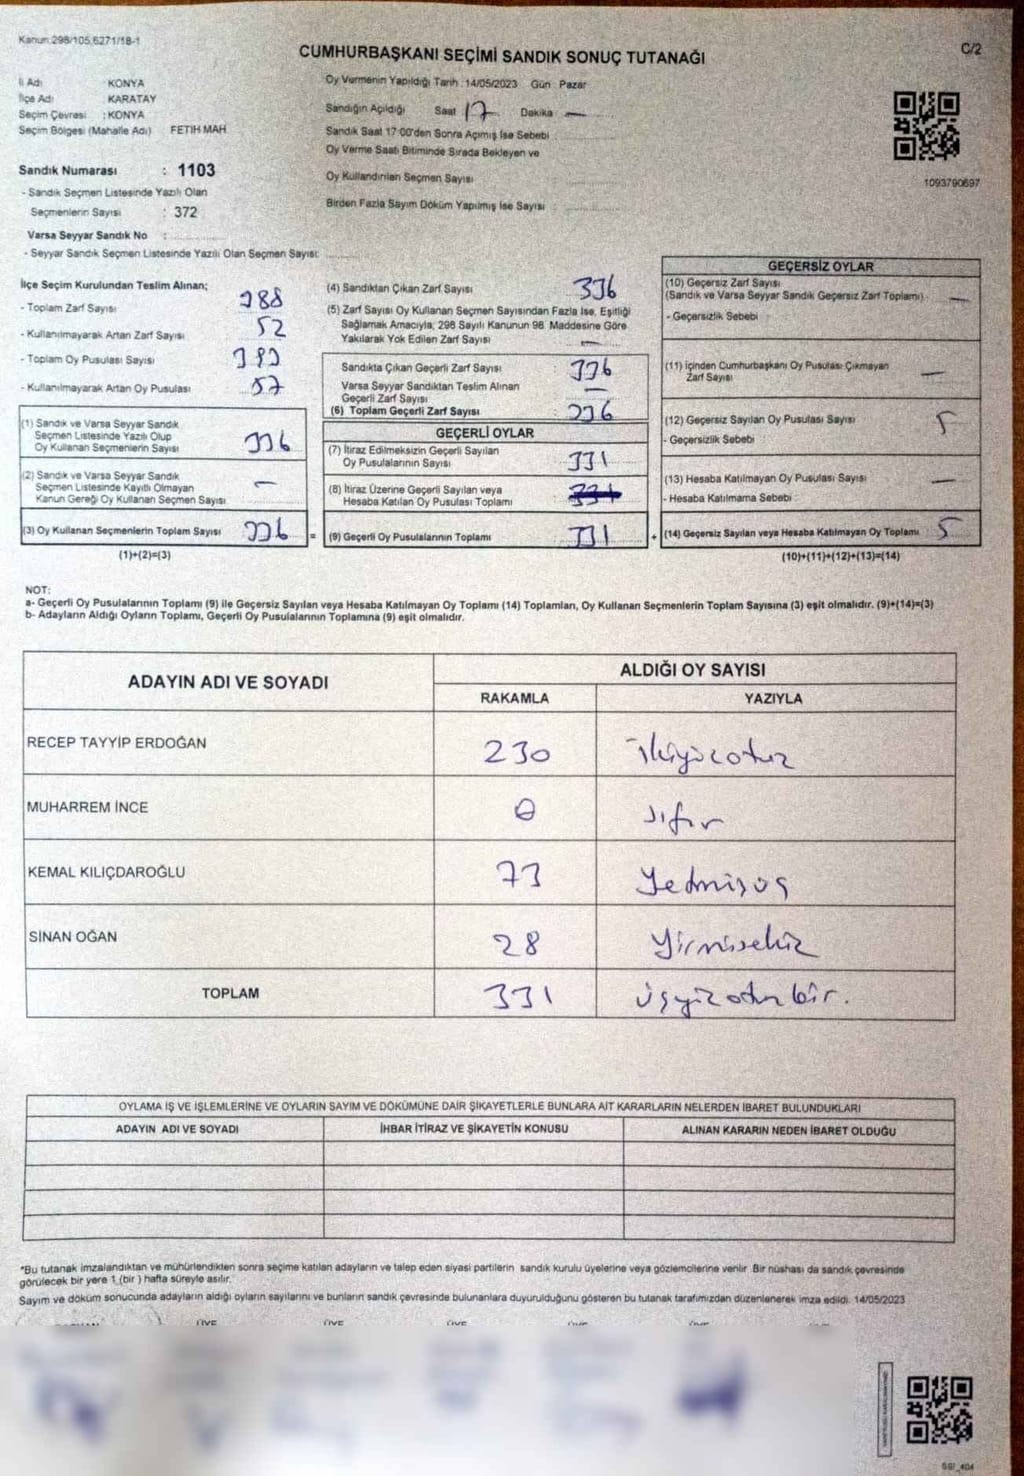 Kanun:298/105,6271/18-1
C/2
CUMHURBAŞKANI SEÇİMİ SANDIK SONUÇ TUTANAĞI
İl Adı : KONYA
İlçe Adı : KARATAY
Seçim Çevresi : KONYA
Seçim Bölgesi (Mahalle Adı) FETİH MAH
Sandık Numarası : 1103
- Sandık Seçmen Listesinde Yazılı Olan
Seçmenlerin Sayısı : 372
Varsa Seyyar Sandık No :
- Seyyar Sandık Seçmen Listesinde Yazılı Olan Seçmen Sayısı:
Oy Vermenin Yapıldığı Tarih : 14/05/2023 Gün : Pazar
Sandığın Açıldığı Saat 17 Dakika —
Sandık Saat 17:00'den Sonra Açımış İse Sebebi
Oy Verme Saati Bitiminde Sırada Bekleyen ve
Oy Kullandırılan Seçmen Sayısı
Birden Fazla Sayım Döküm Yapılmış İse Sayısı :
1093790697
İlçe Seçim Kurulundan Teslim Alınan;
- Toplam Zarf Sayısı 388
- Kullanılmayarak Artan Zarf Sayısı 52
- Toplam Oy Pusulası Sayısı
- Kullanılmayarak Artan Oy Pusulası 57
(1) Sandık ve Varsa Seyyar Sandık
Seçmen Listesinde Yazılı Olup
Oy Kullanan Seçmenlerin Sayısı 336
(2) Sandık ve Varsa Seyyar Sandık
Seçmen Listesinde Kayıtlı Olmayan
Kanun Gereği Oy Kullanan Seçmen Sayısı —
(3) Oy Kullanan Seçmenlerin Toplam Sayısı 336
(1)+(2)=(3)
(4) Sandıktan Çıkan Zarf Sayısı 336
(5) Zarf Sayısı Oy Kullanan Seçmen Sayısından Fazla İse, Eşitliği
Sağlamak Amacıyla, 298 Sayılı Kanunun 98. Maddesine Göre
Yakılarak Yok Edilen Zarf Sayısı —
Sandıkta Çıkan Geçerli Zarf Sayısı : 336
Varsa Seyyar Sandıktan Teslim Alınan
Geçerli Zarf Sayısı : —
(6) Toplam Geçerli Zarf Sayısı : 336
GEÇERLİ OYLAR
(7) İtiraz Edilmeksizin Geçerli Sayılan
Oy Pusulalarının Sayısı : 331
(8) İtiraz Üzerine Geçerli Sayılan veya
Hesaba Katılan Oy Pusulası Toplamı :
= (9) Geçerli Oy Pusulalarının Toplamı : 331 +
GEÇERSİZ OYLAR
(10) Geçersiz Zarf Sayısı
(Sandık ve Varsa Seyyar Sandık Geçersiz Zarf Toplamı) —
- Geçersizlik Sebebi :
(11) İçinden Cumhurbaşkanı Oy Pusulası Çıkmayan
Zarf Sayısı : —
(12) Geçersiz Sayılan Oy Pusulası Sayısı : 5
- Geçersizlik Sebebi :
(13) Hesaba Katılmayan Oy Pusulası Sayısı : —
- Hesaba Katılmama Sebebi :
(14) Geçersiz Sayılan veya Hesaba Katılmayan Oy Toplamı 5
(10)+(11)+(12)+(13)=(14)
NOT:
a- Geçerli Oy Pusulalarının Toplamı (9) ile Geçersiz Sayılan veya Hesaba Katılmayan Oy Toplamı (14) Toplamları, Oy Kullanan Seçmenlerin Toplam Sayısına (3) eşit olmalıdır. (9)+(14)=(3)
b- Adayların Aldığı Oyların Toplamı, Geçerli Oy Pusulalarının Toplamına (9) eşit olmalıdır.
ADAYIN ADI VE SOYADI
ALDIĞI OY SAYISI
RAKAMLA YAZIYLA
RECEP TAYYİP ERDOĞAN 230 ikiyüzotuz
MUHARREM İNCE 0 sıfır
KEMAL KILIÇDAROĞLU 73 Yedmişüç
SİNAN OĞAN 28 Yirmisekiz
TOPLAM 331 üçyüzotuzbir.
OYLAMA İŞ VE İŞLEMLERİNE VE OYLARIN SAYIM VE DÖKÜMÜNE DAİR ŞİKAYETLERLE BUNLARA AİT KARARLARIN NELERDEN İBARET BULUNDUKLARI
ADAYIN ADI VE SOYADI İHBAR İTİRAZ VE ŞİKAYETİN KONUSU ALINAN KARARIN NEDEN İBARET OLDUĞU
*Bu tutanak imzalandıktan ve mühürlendikten sonra seçime katılan adayların ve talep eden siyasi partilerin sandık kurulu üyelerine veya gözlemcilerine verilir. Bir nüshası da sandık çevresinde
görülecek bir yere 1 (bir ) hafta süreyle asılır.
Sayım ve döküm sonucunda adayların aldığı oyların sayılarını ve bunların sandık çevresinde bulunanlara duyurulduğunu gösteren bu tutanak tarafımızdan düzenlenerek imza edildi. 14/05/2023
ÜYE ÜYE ÜYE